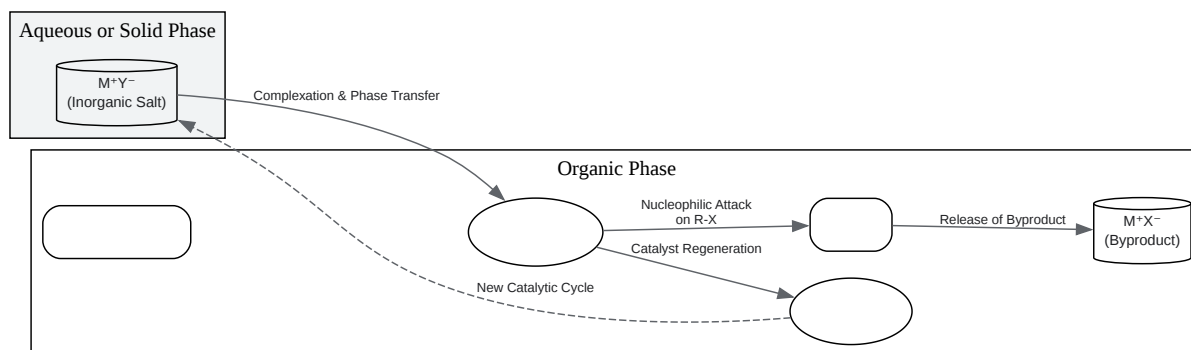 Aqueous or Solid Phase
M⁺Y⁻
(Inorganic Salt)
Complexation & Phase Transfer
Organic Phase
Nucleophilic Attack
on R-X
Release of Byproduct
M⁺X⁻
(Byproduct)
Catalyst Regeneration
New Catalytic Cycle